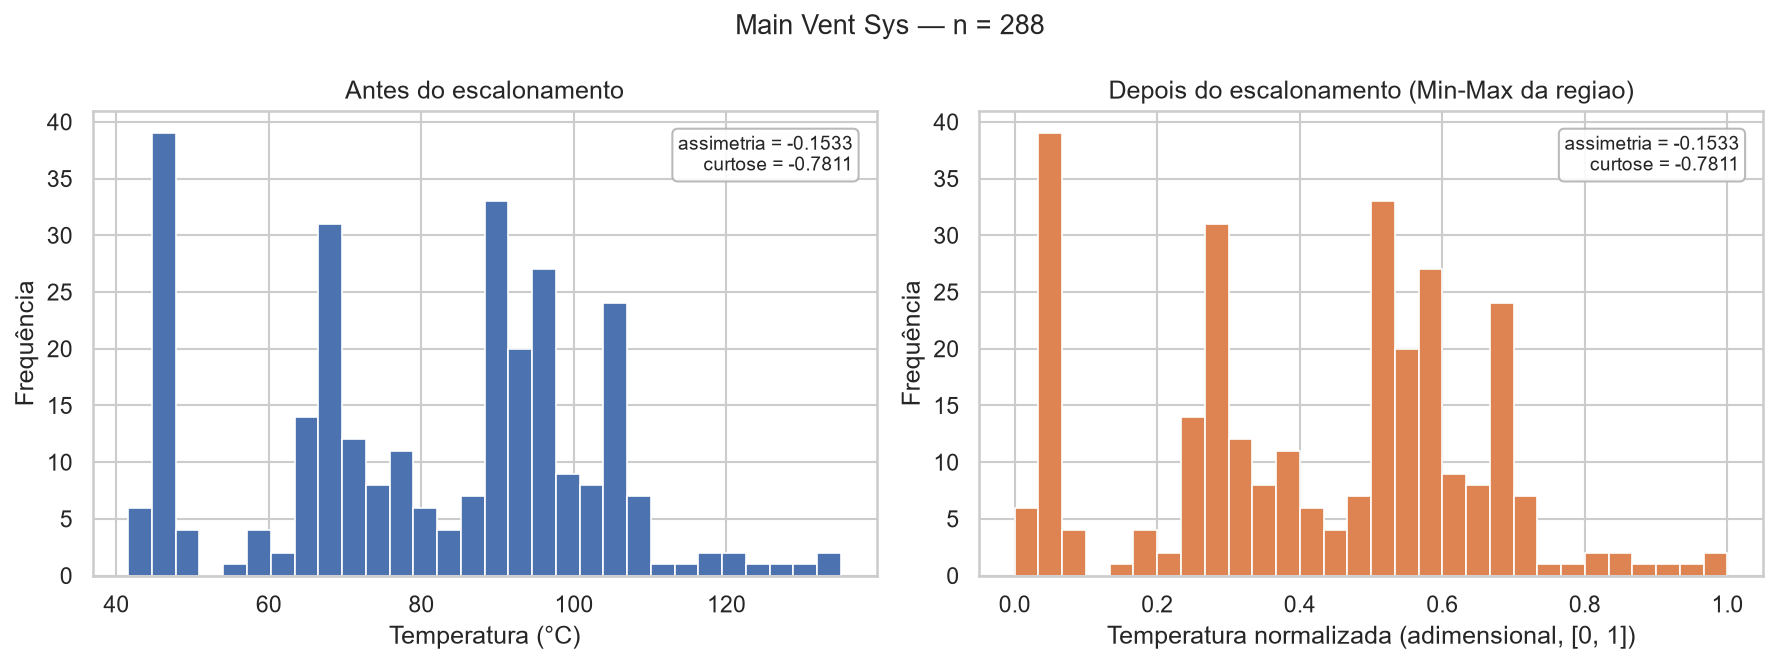 Main Vent Sys — n = 288
Antes do escalonamento
assimetria = -0.1533
curtose = -0.7811
Frequência
40
35
30
25
20
15
10
5
0
40 60 80 100 120
Temperatura (°C)
Depois do escalonamento (Min-Max da regiao)
assimetria = -0.1533
curtose = -0.7811
Frequência
40
35
30
25
20
15
10
5
0
0.0 0.2 0.4 0.6 0.8 1.0
Temperatura normalizada (adimensional, [0, 1])